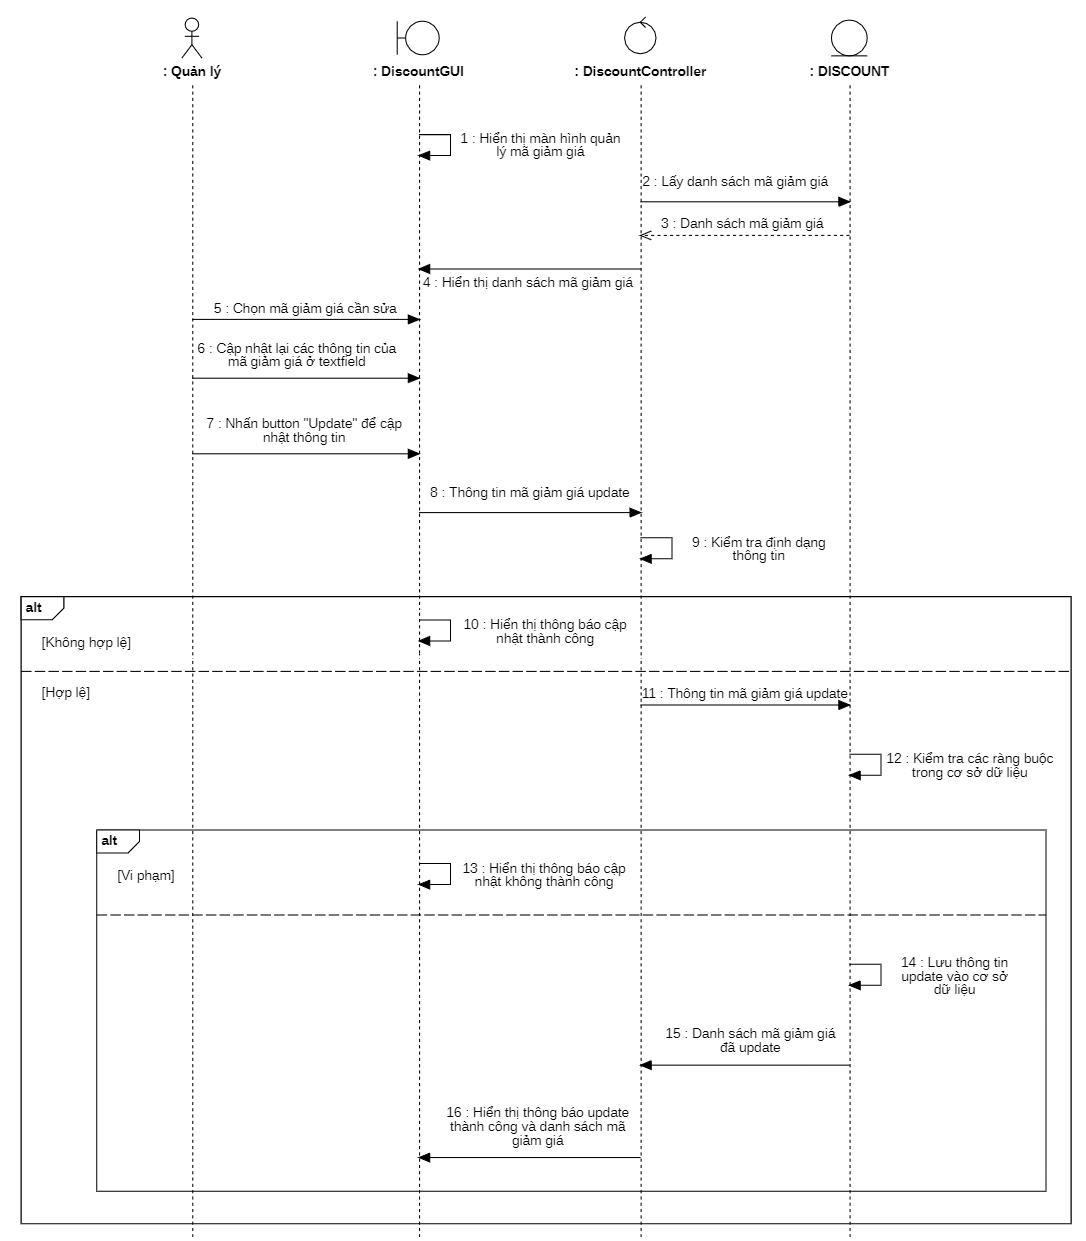 : Quản lý
: DiscountGUI
: DiscountController
: DISCOUNT
1 : Hiển thị màn hình quản
lý mã giảm giá
2 : Lấy danh sách mã giảm giá
3 : Danh sách mã giảm giá
4 : Hiển thị danh sách mã giảm giá
5 : Chọn mã giảm giá cần sửa
6 : Cập nhật lại các thông tin của
mã giảm giá ở textfield
7 : Nhấn button "Update" để cập
nhật thông tin
8 : Thông tin mã giảm giá update
9 : Kiểm tra định dạng
thông tin
alt
[Không hợp lệ]
10 : Hiển thị thông báo cập
nhật thành công
[Hợp lệ]
11 : Thông tin mã giảm giá update
12 : Kiểm tra các ràng buộc
trong cơ sở dữ liệu
alt
[Vi phạm]
13 : Hiển thị thông báo cập
nhật không thành công
14 : Lưu thông tin
update vào cơ sở
dữ liệu
15 : Danh sách mã giảm giá
đã update
16 : Hiển thị thông báo update
thành công và danh sách mã
giảm giá